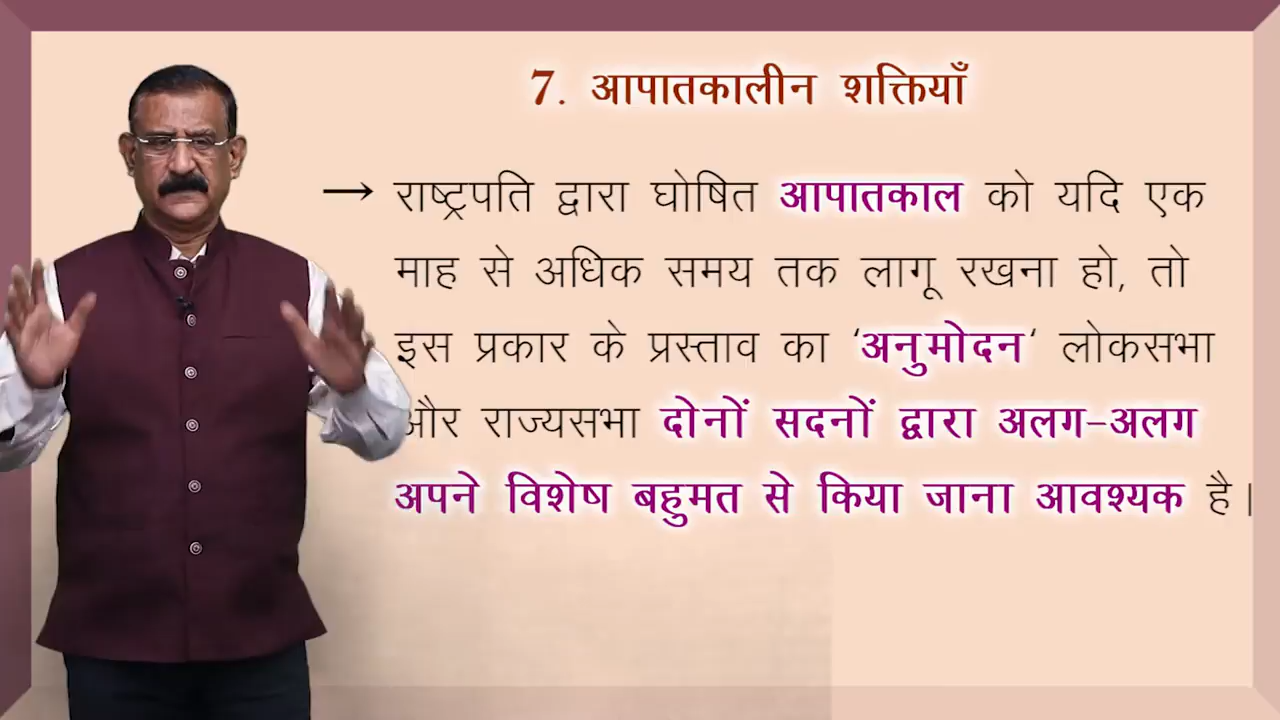 7. आपातकालीन शक्तियाँ
→ राष्ट्रपति द्वारा घोषित आपातकाल को यदि एक
माह से अधिक समय तक लागू रखना हो, तो
इस प्रकार के प्रस्ताव का ‘अनुमोदन‘ लोकसभा
और राज्यसभा दोनों सदनों द्वारा अलग-अलग
अपने विशेष बहुमत से किया जाना आवश्यक है।